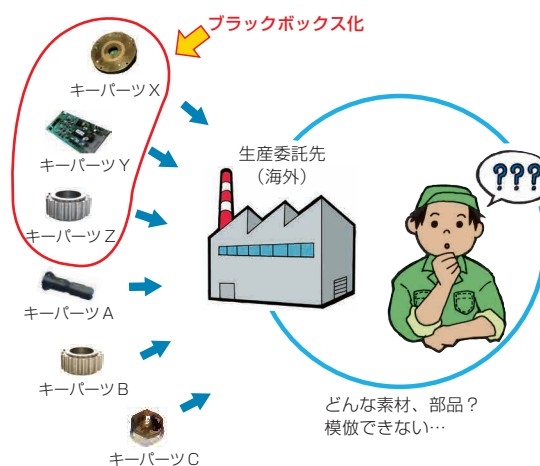 ブラックボックス化
キーパーツX
キーパーツY
キーパーツZ
キーパーツA
キーパーツB
キーパーツC
生産委託先
（海外）
???
どんな素材、部品？
模倣できない…